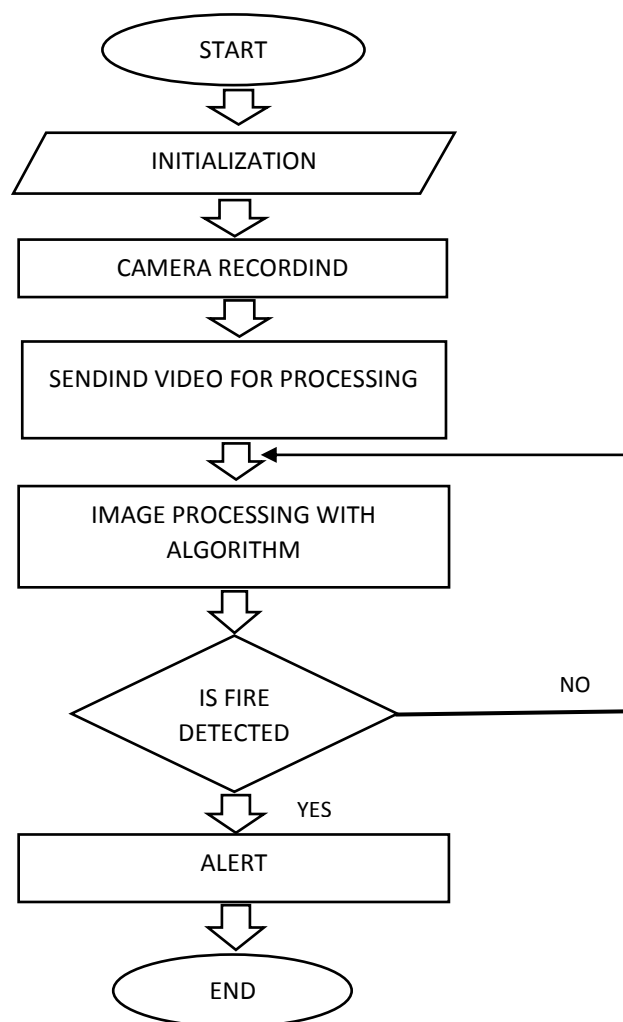 START
INITIALIZATION
CAMERA RECORDIND
SENDIND VIDEO FOR PROCESSING
IMAGE PROCESSING WITH
ALGORITHM
IS FIRE
DETECTED
NO
YES
ALERT
END